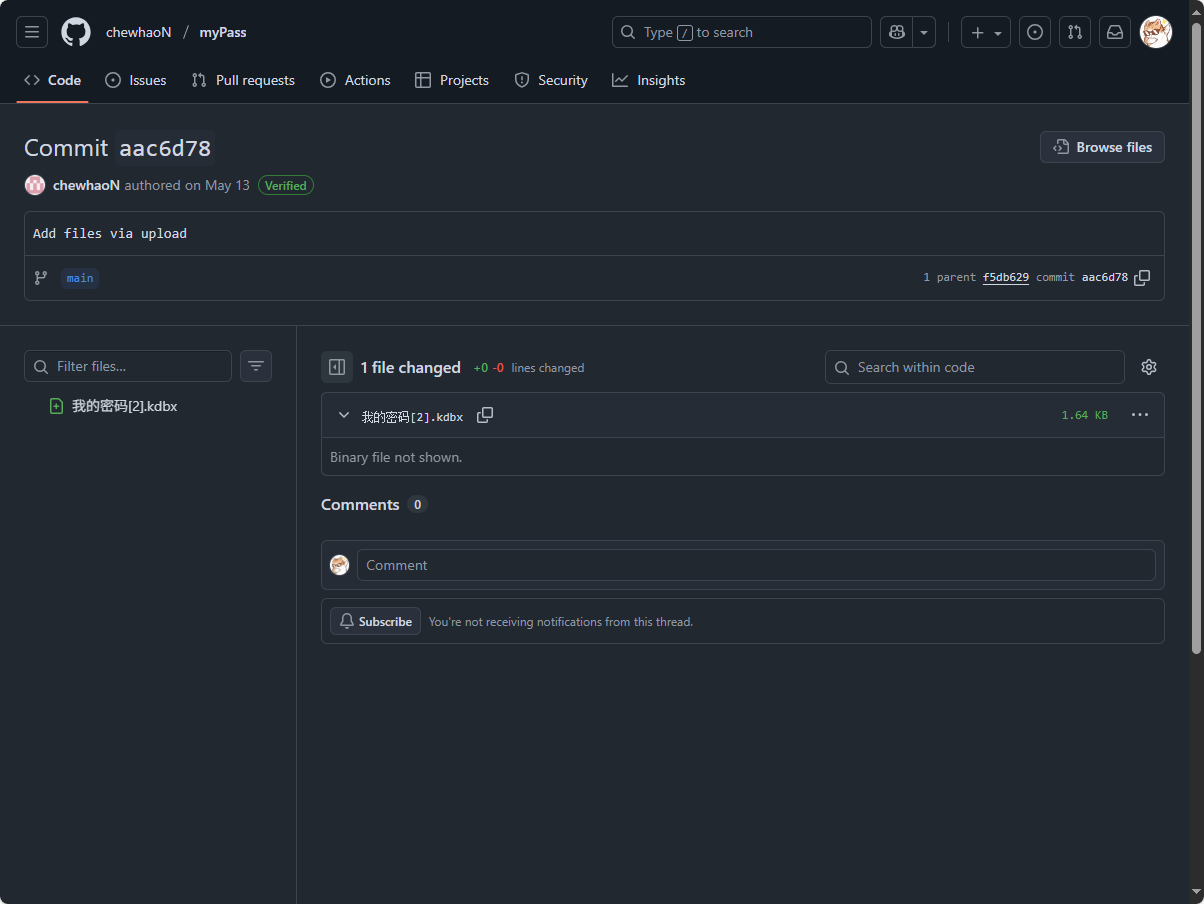 chewhaoN / myPass
Type / to search
Code
Issues
Pull requests
Actions
Projects
Security
Insights
Commit aac6d78
Browse files
chewhaoN authored on May 13 Verified
Add files via upload
main
1 parent f5db629 commit aac6d78
Filter files...
我的密码[2].kdbx
1 file changed +0 -0 lines changed
Search within code
我的密码[2].kdbx
1.64 KB
Binary file not shown.
Comments 0
Comment
Subscribe You're not receiving notifications from this thread.